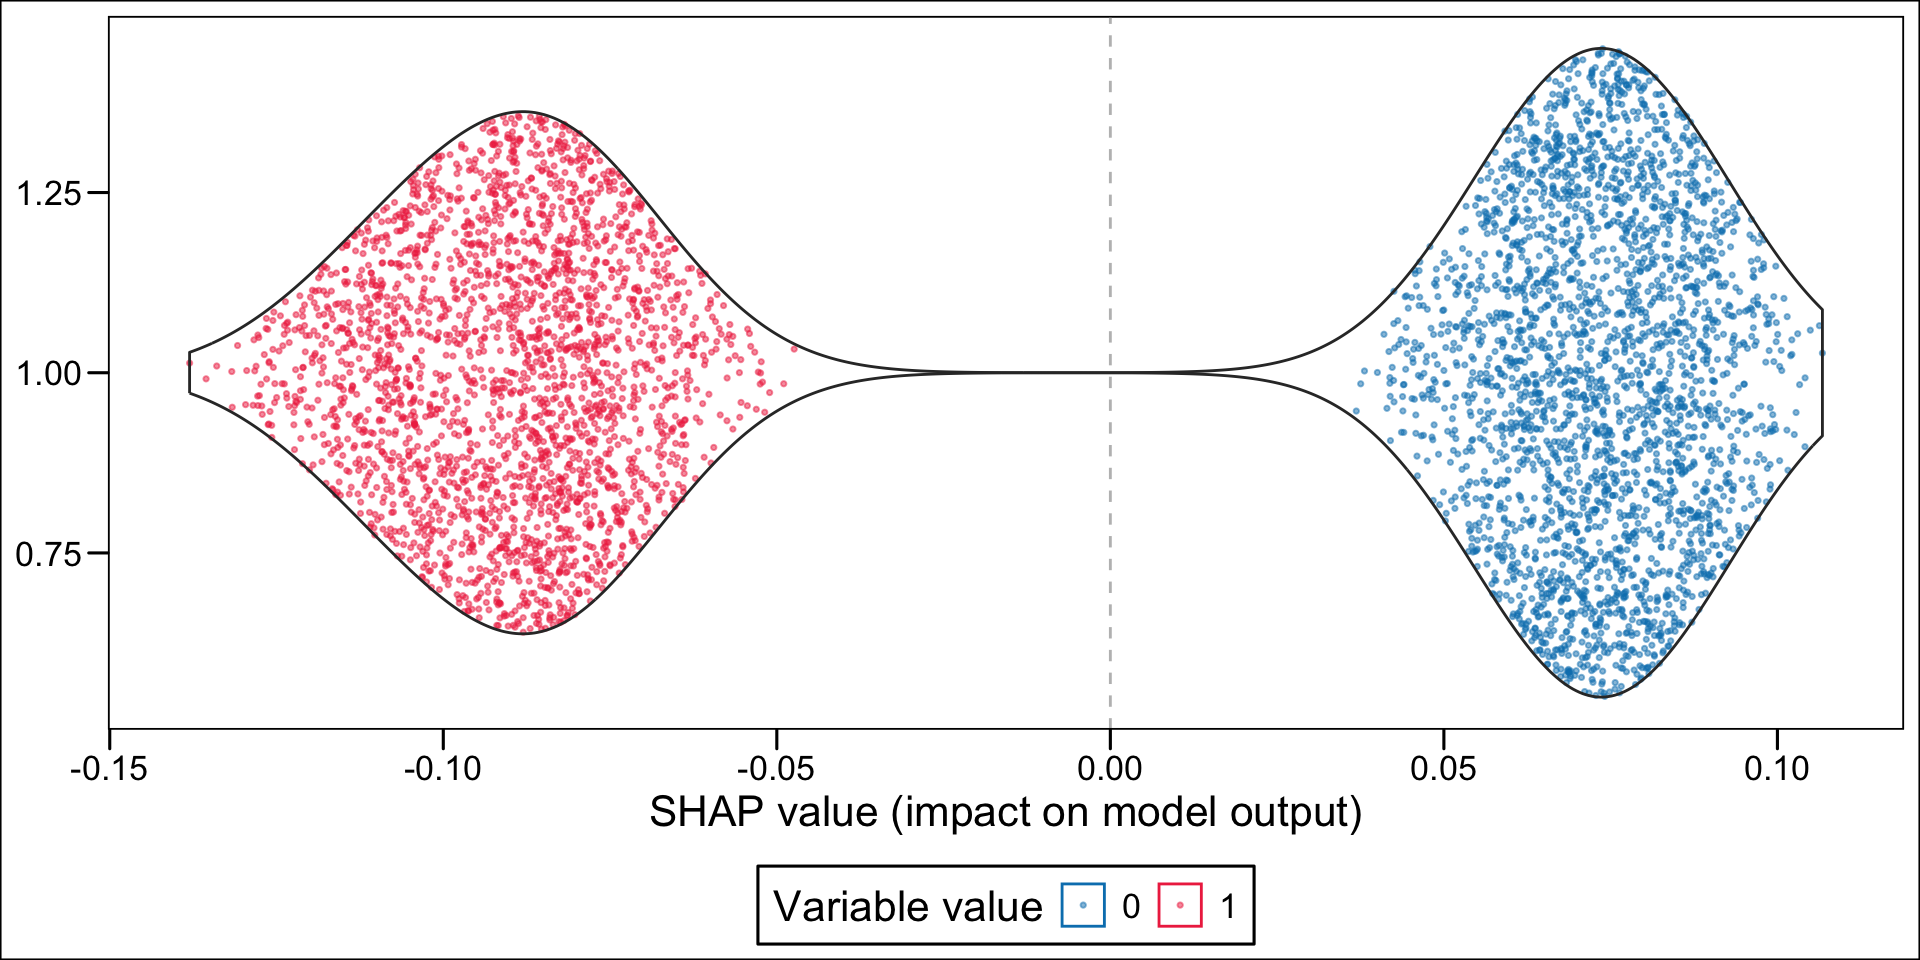 1.25
1.00
0.75
-0.15 -0.10 -0.05 0.00 0.05 0.10
SHAP value (impact on model output)
Variable value 0 1